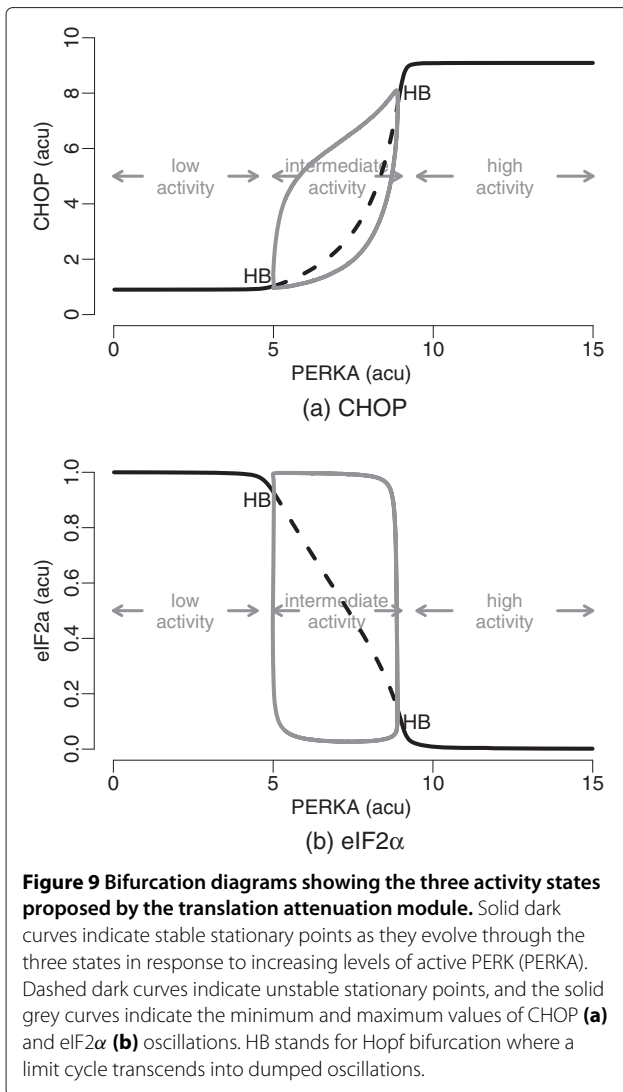 10
8
6
4
2
0
CHOP (acu)
HB
HB
low
activity
intermediate
activity
high
activity
0 5 10 15
PERKA (acu)
(a) CHOP
1.0
0.8
0.6
0.4
0.2
0.0
eIF2a (acu)
HB
HB
low
activity
intermediate
activity
high
activity
0 5 10 15
PERKA (acu)
(b) eIF2α
Figure 9 Bifurcation diagrams showing the three activity states
proposed by the translation attenuation module. Solid dark
curves indicate stable stationary points as they evolve through the
three states in response to increasing levels of active PERK (PERKA).
Dashed dark curves indicate unstable stationary points, and the solid
grey curves indicate the minimum and maximum values of CHOP (a)
and eIF2α (b) oscillations. HB stands for Hopf bifurcation where a
limit cycle transcends into dumped oscillations.